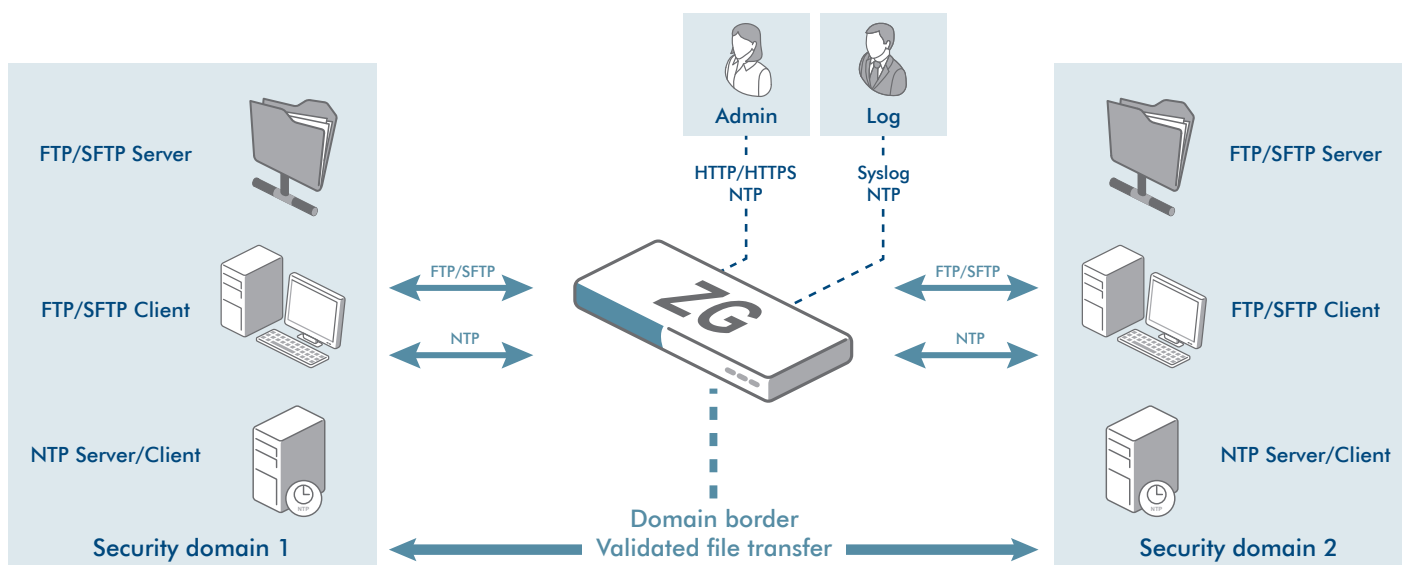 Admin
Log
HTTP/HTTPS
NTP
Syslog
NTP
FTP/SFTP Server
FTP/SFTP Client
NTP Server/Client
NTP
Security domain 1
FTP/SFTP
NTP
ZG
FTP/SFTP
NTP
Domain border
Validated file transfer
FTP/SFTP Server
FTP/SFTP Client
NTP Server/Client
NTP
Security domain 2